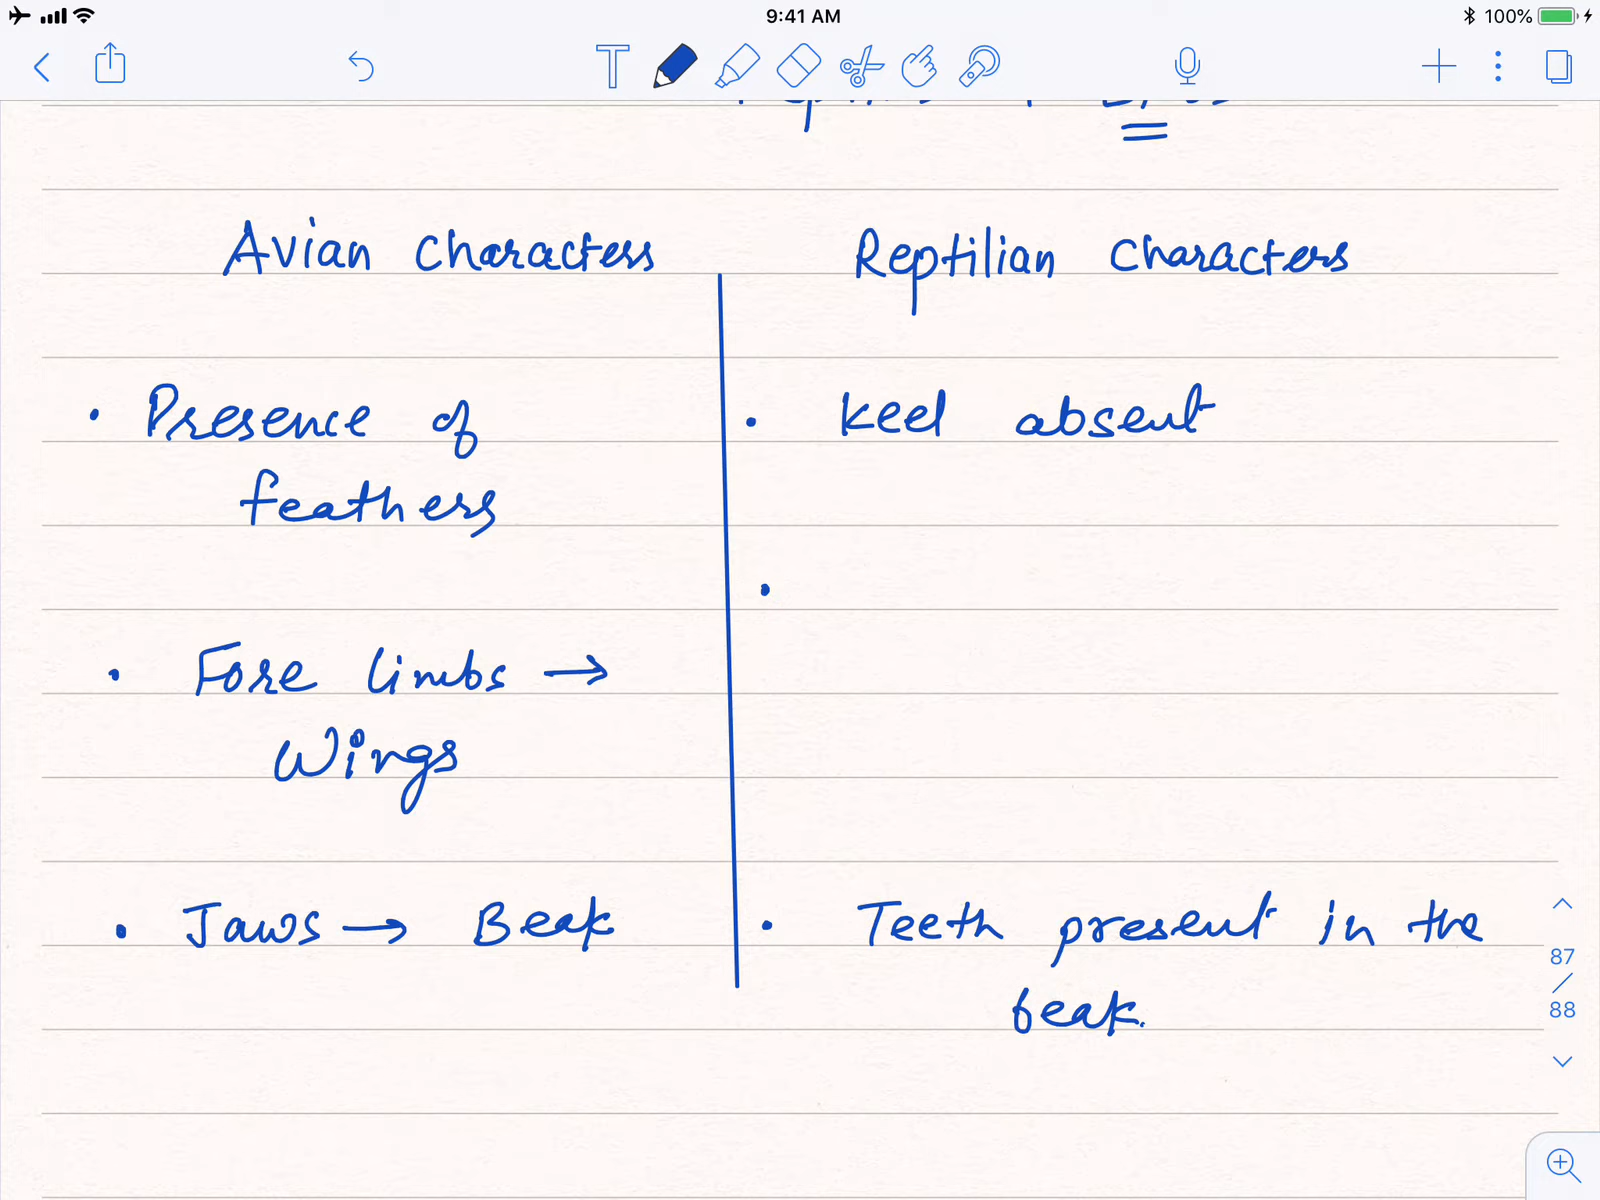 9:41 AM
100%
T
Avian characters
Reptilian characters
• Presence of
feathers
• Fore limbs →
Wings
• Jaws → Beak
• Keel absent
•
• Teeth present in the
beak.
87
/
88